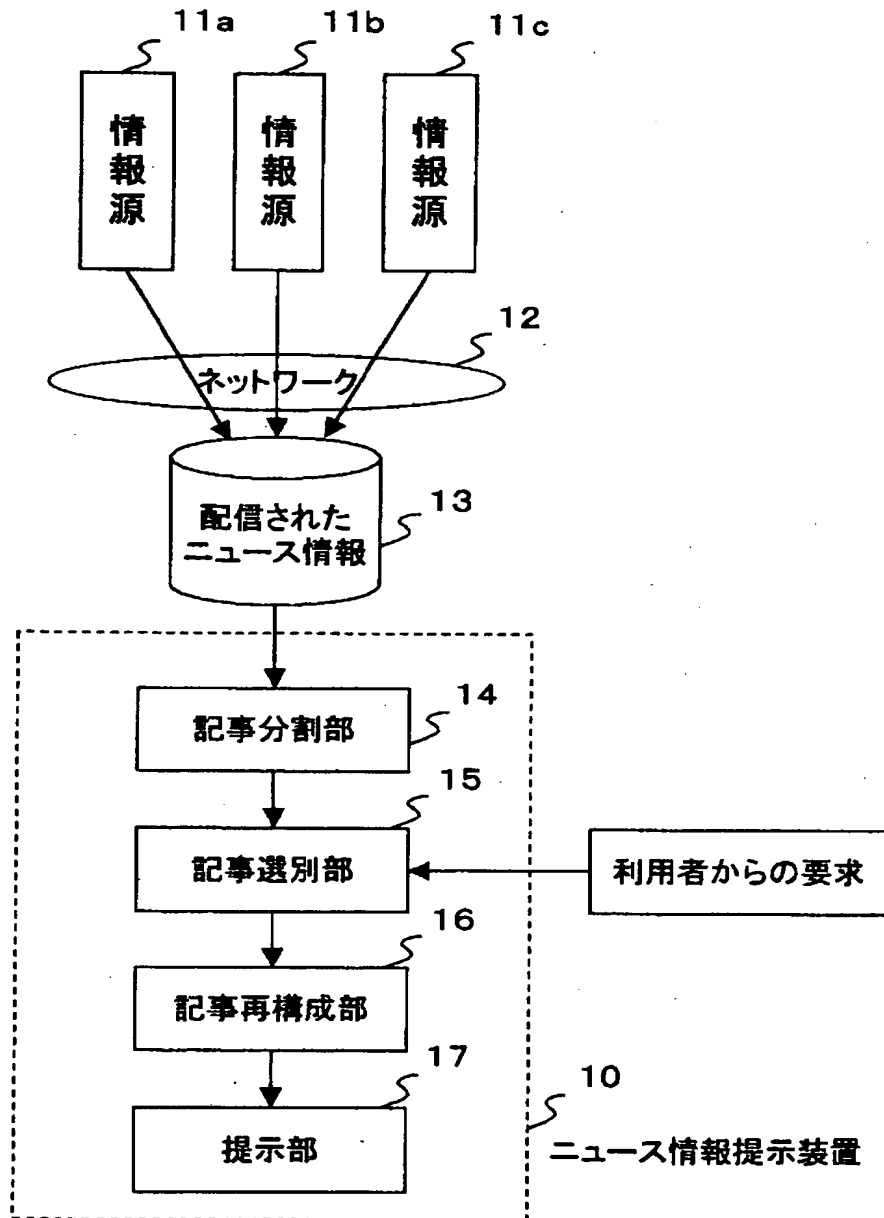 11a
11b
11c
情報源
情報源
情報源
12
ネットワーク
配信された
ニュース情報
13
14
記事分割部
15
記事選別部
利用者からの要求
16
記事再構成部
17
提示部
10
ニュース情報提示装置